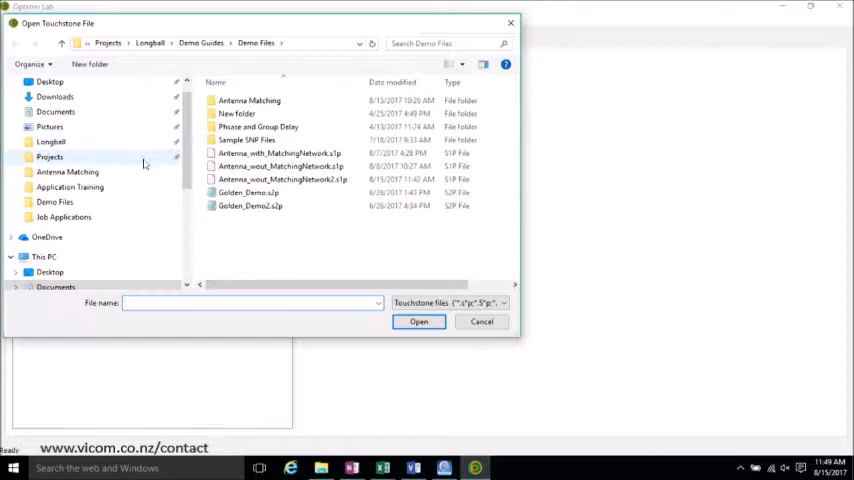 Optenni Lab
Open Touchstone File
Projects Longball Demo Guides Demo Files
Search Demo Files
Organize
New folder
Name
Date modified
Type
Desktop
Downloads
Documents
Pictures
Longball
Projects
Antenna Matching
Application Training
Demo Files
Job Applications
OneDrive
This PC
Desktop
Documents
Antenna Matching 8/15/2017 10:26 AM File folder
New folder 4/25/2017 4:49 PM File folder
Phsase and Group Delay 4/13/2017 11:24 AM File folder
Sample SNP Files 7/18/2017 9:33 AM File folder
Antenna_with_MatchingNetwork.s1p 8/7/2017 4:28 PM S1P File
Antenna_wout_MatchingNetwork.s1p 8/8/2017 10:27 AM S1P File
Antenna_wout_MatchingNetwork2.s1p 8/15/2017 11:42 AM S1P File
Golden_Demo.s2p 6/26/2017 1:43 PM S2P File
Golden_Demo2.s2p 6/26/2017 4:34 PM S2P File
File name:
Touchstone files ("*.s*p;*.S*p;*.
Open
Cancel
www.vicom.co.nz/contact
Ready
Search the web and Windows
11:49 AM
8/15/2017